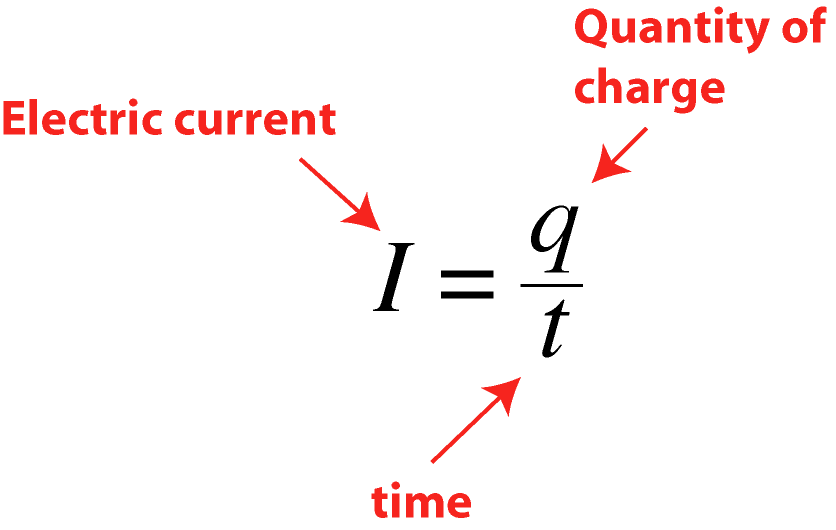 Quantity of
charge
Electric current
I = q/t
time